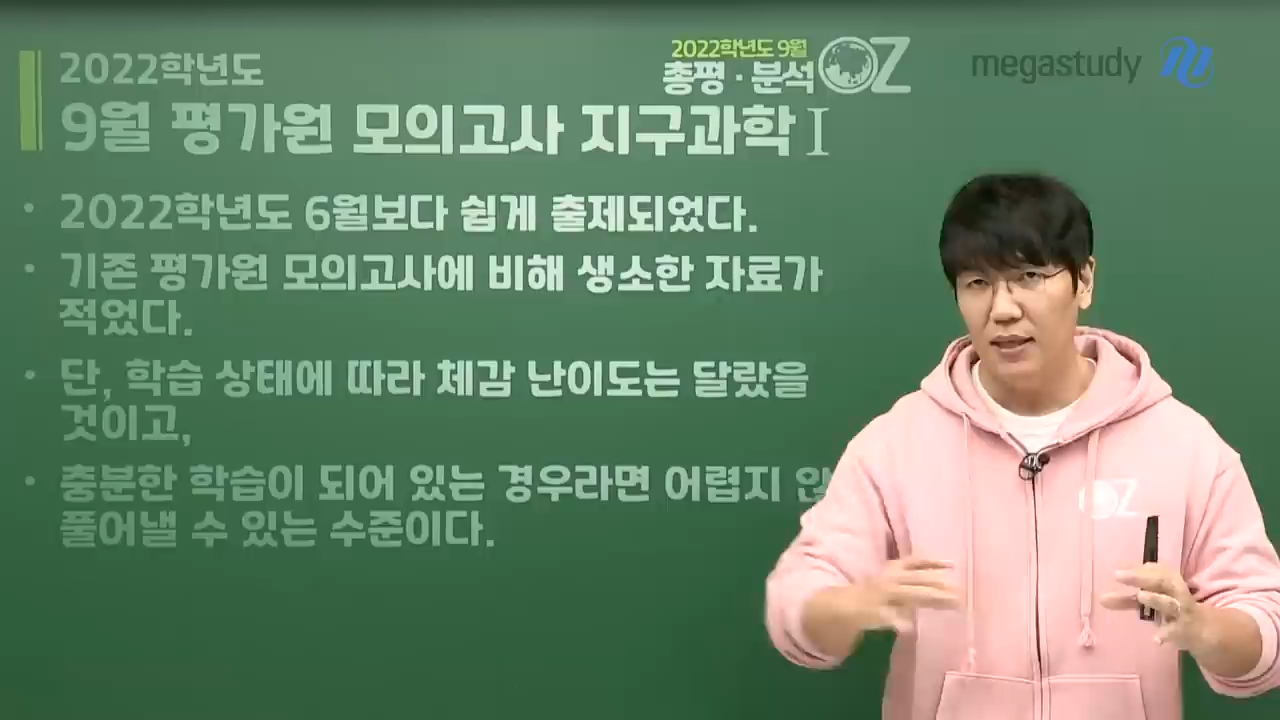 2022학년도
9월 평가원 모의고사 지구과학 I
2022학년도 9월
총평 · 분석 OZ
megastudy
• 2022학년도 6월보다 쉽게 출제되었다.
• 기존 평가원 모의고사에 비해 생소한 자료가
적었다.
• 단, 학습 상태에 따라 체감 난이도는 달랐을
것이고,
• 충분한 학습이 되어 있는 경우라면 어렵지 않
풀어낼 수 있는 수준이다.
OZ